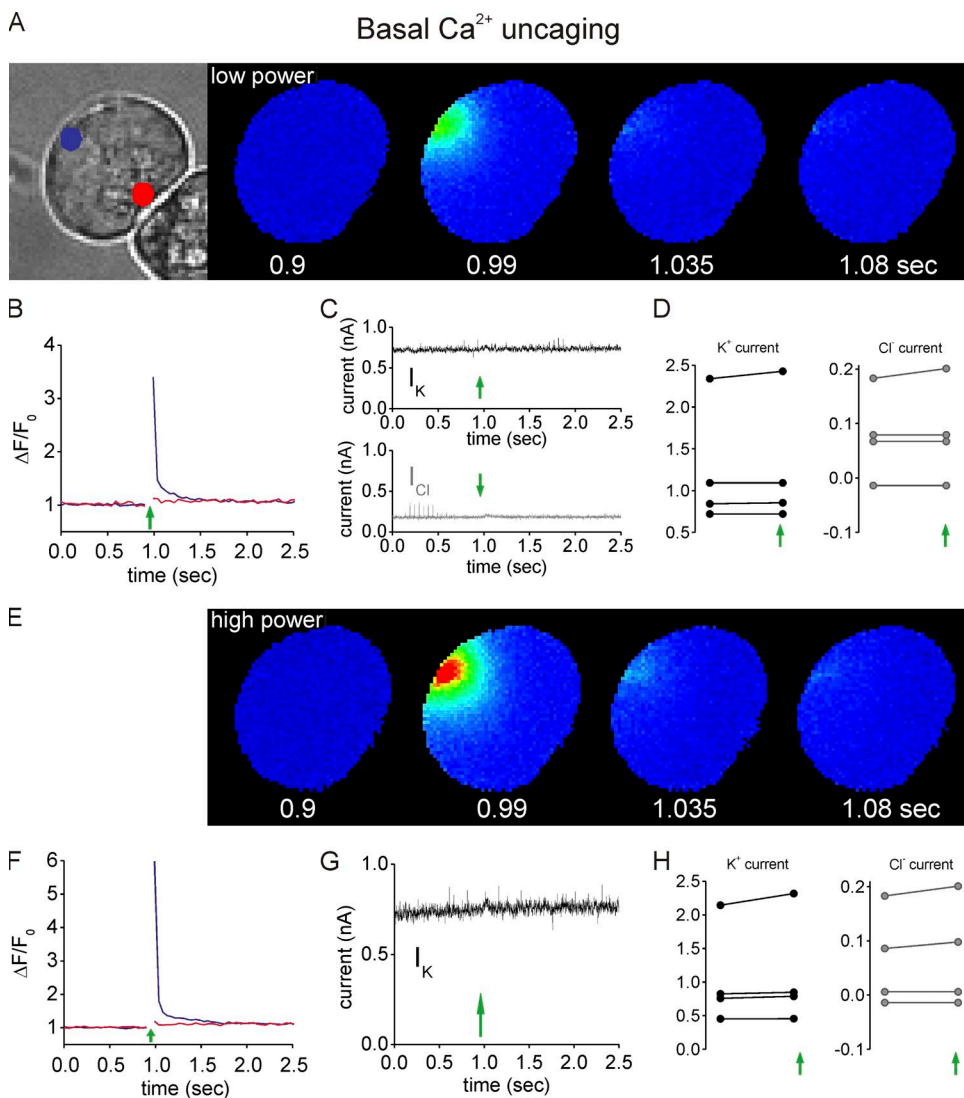 A
Basal Ca²⁺ uncaging
low power
0.9
0.99
1.035
1.08 sec
B
4
3
2
1
ΔF/F₀
0.0
0.5
1.0
1.5
2.0
2.5
time (sec)
C
1.0
0.5
0.0
current (nA)
I_K
0.0
0.5
1.0
1.5
2.0
2.5
time (sec)
1.0
0.5
0.0
current (nA)
I_Cl
0.0
0.5
1.0
1.5
2.0
2.5
time (sec)
D
K⁺ current
2.5
2.0
1.5
1.0
0.5
Cl⁻ current
0.2
0.1
0.0
-0.1
E
high power
0.9
0.99
1.035
1.08 sec
F
6
5
4
3
2
1
ΔF/F₀
0.0
0.5
1.0
1.5
2.0
2.5
time (sec)
G
1.0
0.5
0.0
current (nA)
I_K
0.0
0.5
1.0
1.5
2.0
2.5
time (sec)
H
K⁺ current
2.5
2.0
1.5
1.0
0.5
0.0
Cl⁻ current
0.2
0.1
0.0
-0.1